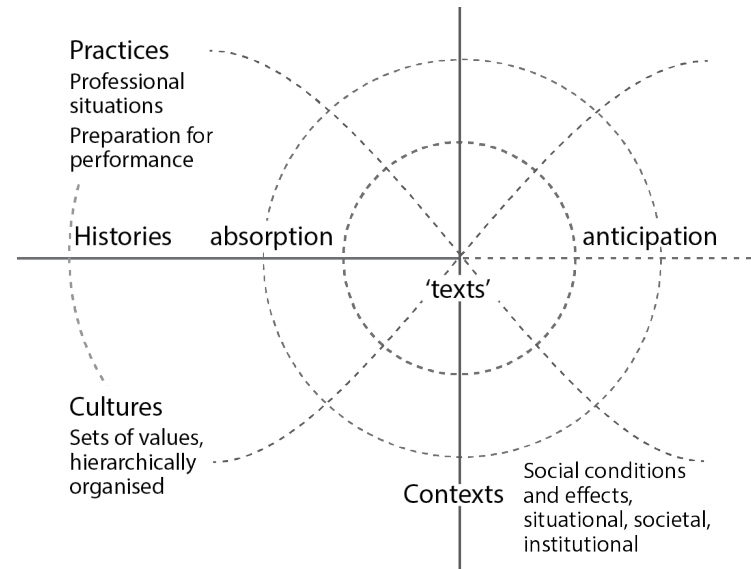 Practices
Professional
situations
Preparation for
performance
Histories
absorption
anticipation
‘texts’
Cultures
Sets of values,
hierarchically
organised
Contexts
Social conditions
and effects,
situational, societal,
institutional